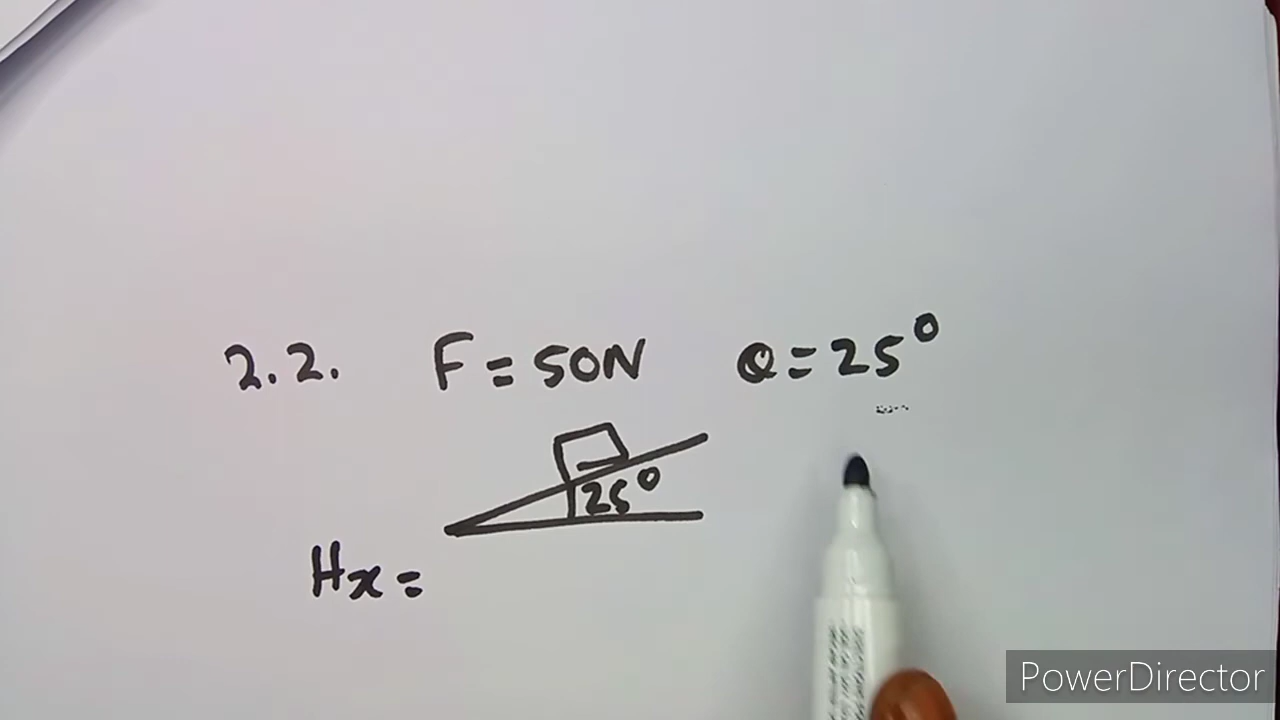 2.2. F = 50N Q = 25°
25°
Hx =
PowerDirector